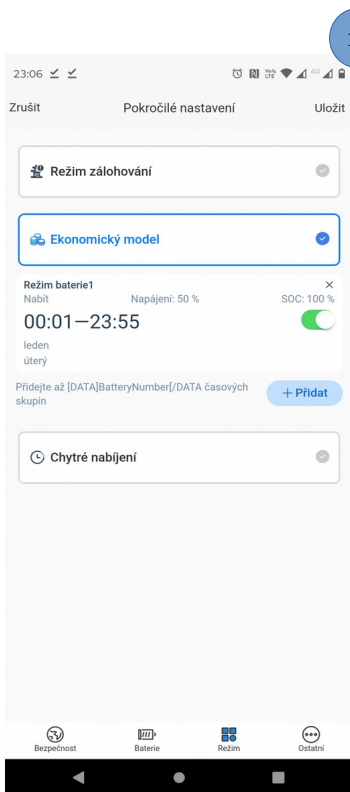 23:06
4G
Zrušit Pokročilé nastavení Uložit
Režim zálohování
Ekonomický model
Režim baterie1 ×
Nabít Napájení: 50 % SOC: 100 %
00:01—23:55
leden
úterý
Přidejte až [DATA]BatteryNumber[/DATA časových
skupin
+ Přidat
Chytré nabíjení
Bezpečnost Baterie Režim Ostatní